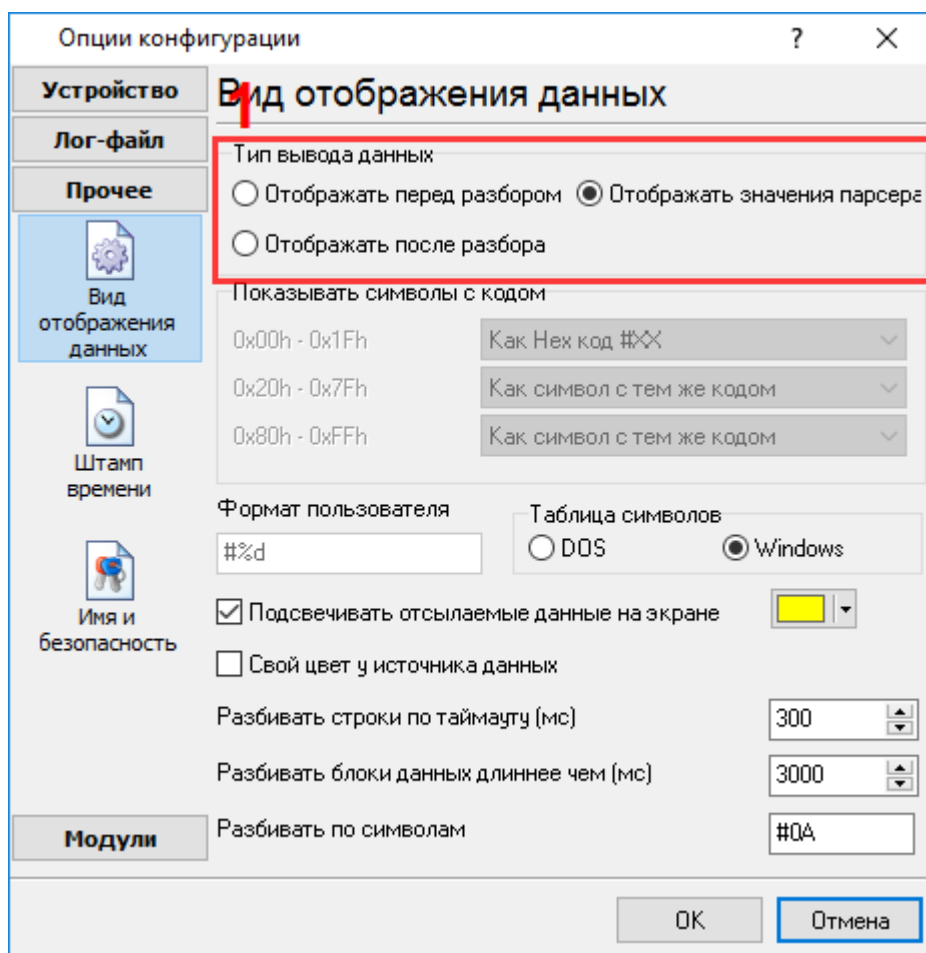 Опции конфигурации
?
Устройство
Лог-файл
Прочее
Вид
отображения
данных
Штамп
времени
Имя и
безопасность
Модули
Вид отображения данных
1
Тип вывода данных
Отображать перед разбором
Отображать значения парсера
Отображать после разбора
Показывать символы с кодом
0x00h - 0x1Fh
Как Hex код #XX
0x20h - 0x7Fh
Как символ с тем же кодом
0x80h - 0xFFh
Как символ с тем же кодом
Формат пользователя
#%d
Таблица символов
DOS
Windows
Подсвечивать отсылаемые данные на экране
Свой цвет у источника данных
Разбивать строки по таймауту (мс)
300
Разбивать блоки данных длиннее чем (мс)
3000
Разбивать по символам
#0A
OK
Отмена